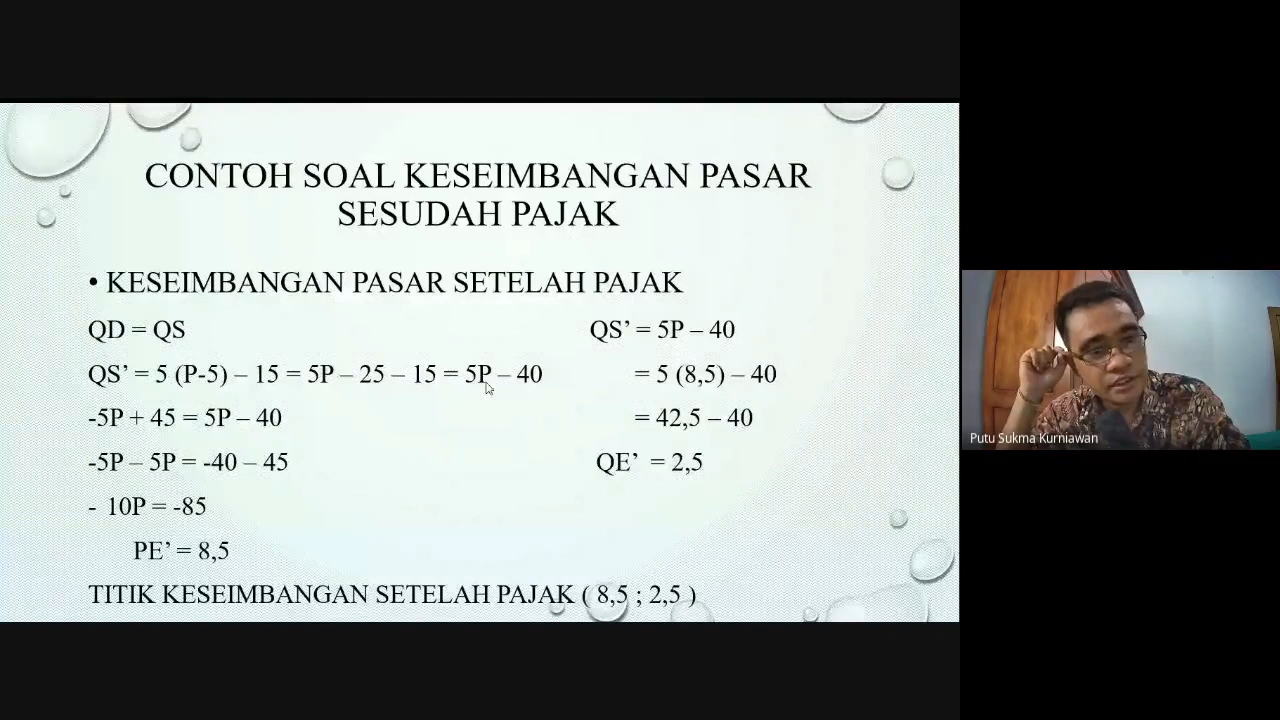 CONTOH SOAL KESEIMBANGAN PASAR
SESUDAH PAJAK
• KESEIMBANGAN PASAR SETELAH PAJAK
QD = QS
QS’ = 5 (P-5) – 15 = 5P – 25 – 15 = 5P – 40
-5P + 45 = 5P – 40
-5P – 5P = -40 – 45
- 10P = -85
PE’ = 8,5
QS’ = 5P – 40
= 5 (8,5) – 40
= 42,5 – 40
QE’ = 2,5
TITIK KESEIMBANGAN SETELAH PAJAK ( 8,5 ; 2,5 )
Putu Sukma Kurniawan